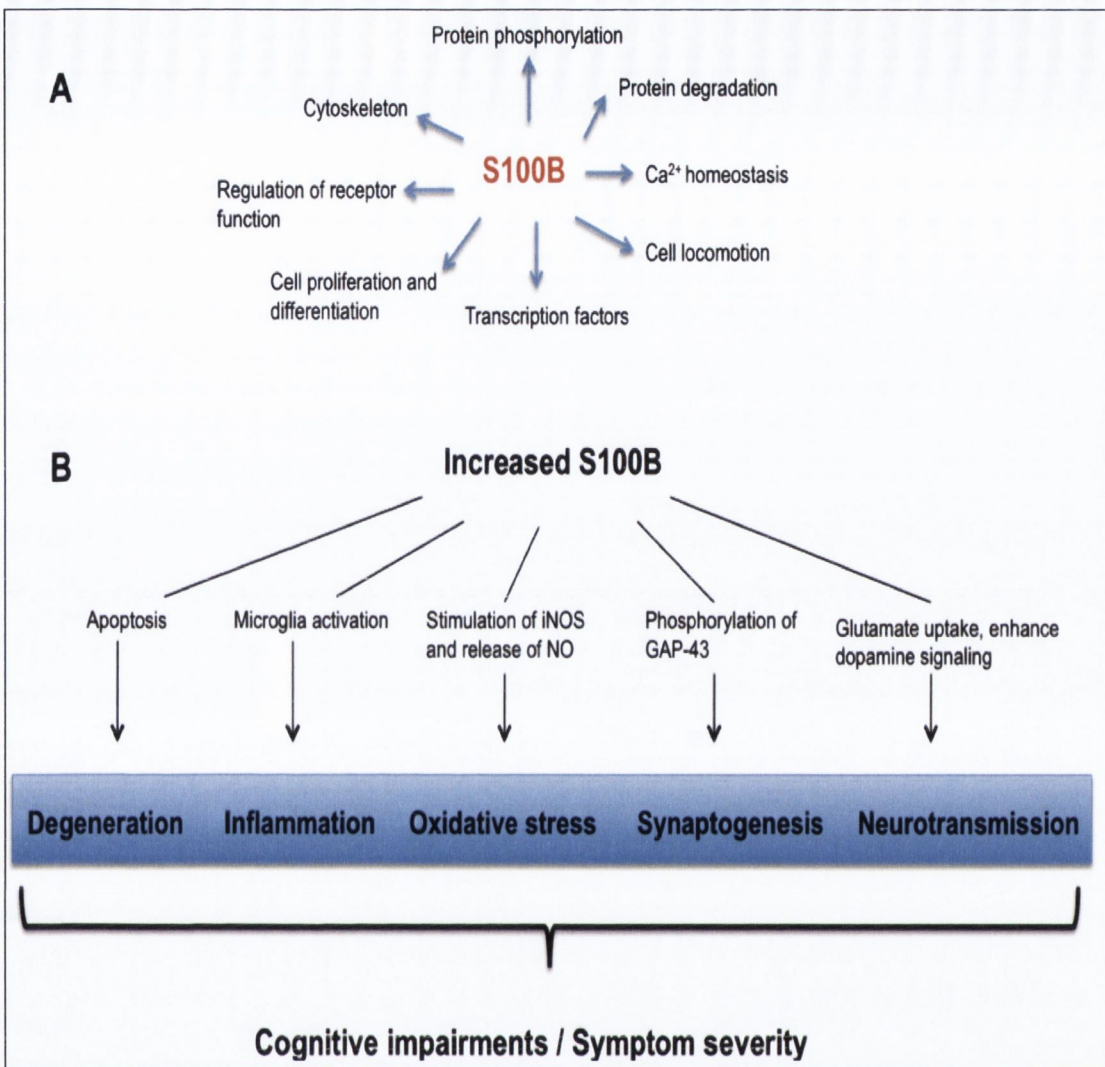 A
Protein phosphorylation
Protein degradation
Cytoskeleton
S100B
Ca²⁺ homeostasis
Regulation of receptor
function
Cell locomotion
Cell proliferation and
differentiation
Transcription factors
B
Increased S100B
Apoptosis
Microglia activation
Stimulation of iNOS
and release of NO
Phosphorylation of
GAP-43
Glutamate uptake, enhance
dopamine signaling
Degeneration
Inflammation
Oxidative stress
Synaptogenesis
Neurotransmission
Cognitive impairments / Symptom severity